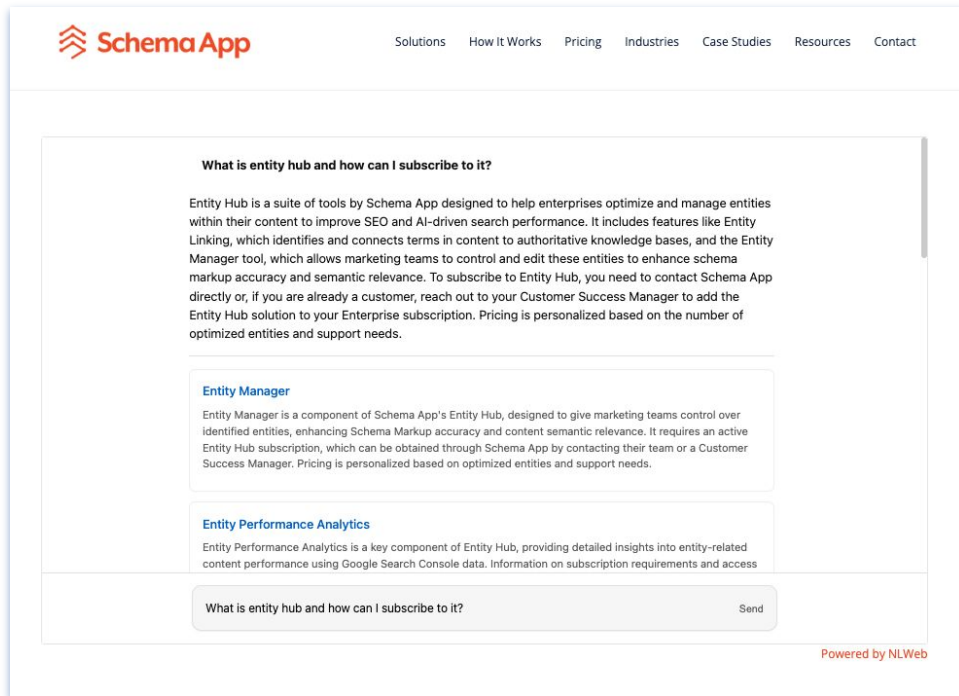 Schema App
Solutions How It Works Pricing Industries Case Studies Resources Contact
What is entity hub and how can I subscribe to it?
Entity Hub is a suite of tools by Schema App designed to help enterprises optimize and manage entities
within their content to improve SEO and AI-driven search performance. It includes features like Entity
Linking, which identifies and connects terms in content to authoritative knowledge bases, and the Entity
Manager tool, which allows marketing teams to control and edit these entities to enhance schema
markup accuracy and semantic relevance. To subscribe to Entity Hub, you need to contact Schema App
directly or, if you are already a customer, reach out to your Customer Success Manager to add the
Entity Hub solution to your Enterprise subscription. Pricing is personalized based on the number of
optimized entities and support needs.
Entity Manager
Entity Manager is a component of Schema App's Entity Hub, designed to give marketing teams control over
identified entities, enhancing Schema Markup accuracy and content semantic relevance. It requires an active
Entity Hub subscription, which can be obtained through Schema App by contacting their team or a Customer
Success Manager. Pricing is personalized based on optimized entities and support needs.
Entity Performance Analytics
Entity Performance Analytics is a key component of Entity Hub, providing detailed insights into entity-related
content performance using Google Search Console data. Information on subscription requirements and access
What is entity hub and how can I subscribe to it?
Send
Powered by NLWeb